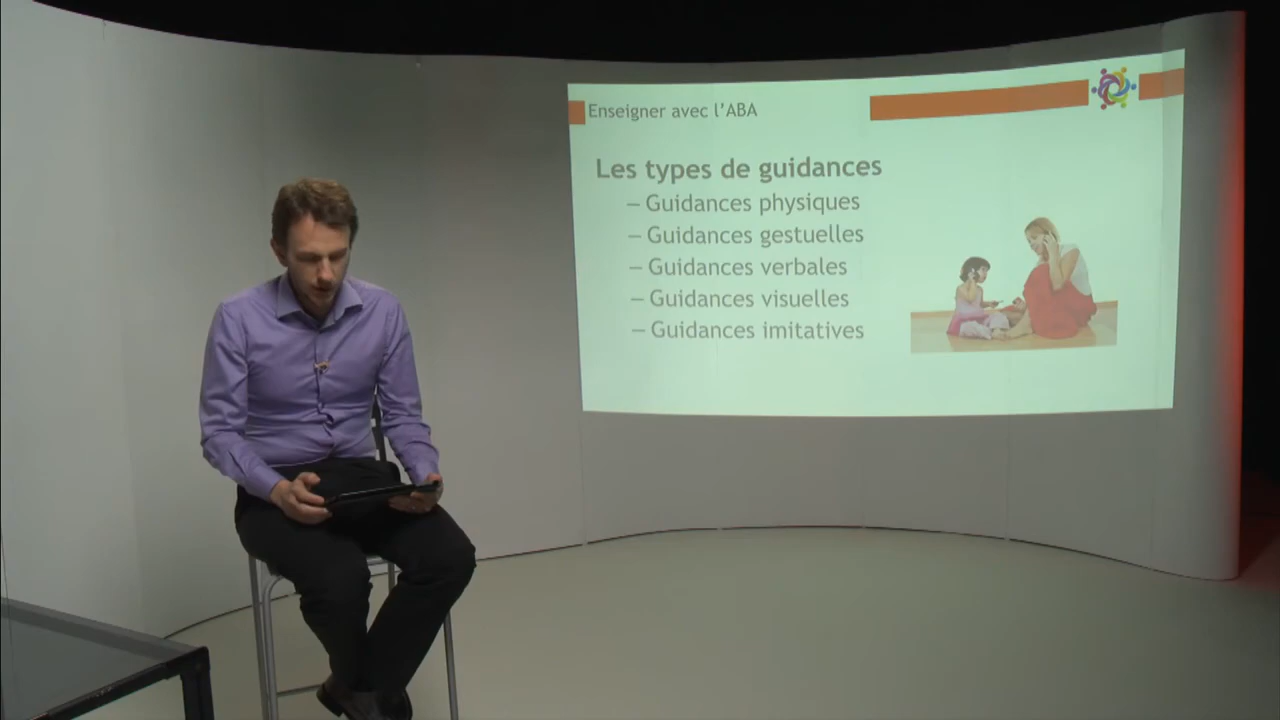 Enseigner avec l'ABA
Les types de guidances
– Guidances physiques
– Guidances gestuelles
– Guidances verbales
– Guidances visuelles
– Guidances imitatives